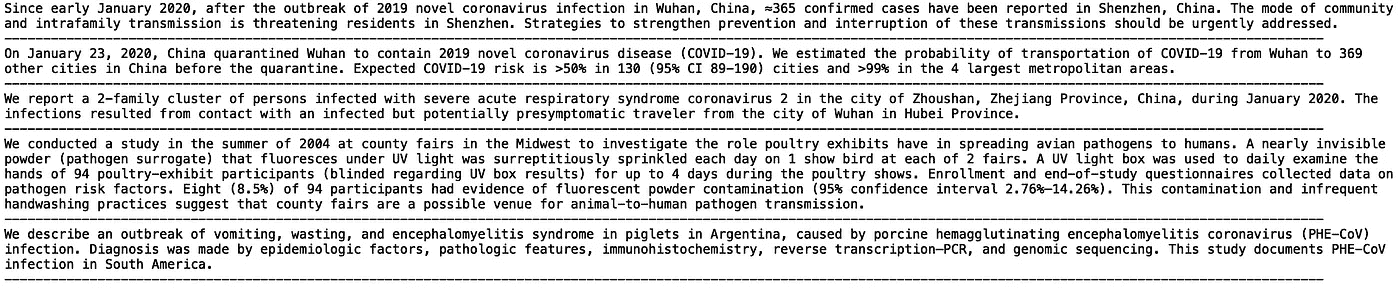 Since early January 2020, after the outbreak of 2019 novel coronavirus infection in Wuhan, China, ≈365 confirmed cases have been reported in Shenzhen, China. The mode of community
and intrafamily transmission is threatening residents in Shenzhen. Strategies to strengthen prevention and interruption of these transmissions should be urgently addressed.
On January 23, 2020, China quarantined Wuhan to contain 2019 novel coronavirus disease (COVID-19). We estimated the probability of transportation of COVID-19 from Wuhan to 369
other cities in China before the quarantine. Expected COVID-19 risk is >50% in 130 (95% CI 89–190) cities and >99% in the 4 largest metropolitan areas.
We report a 2-family cluster of persons infected with severe acute respiratory syndrome coronavirus 2 in the city of Zhoushan, Zhejiang Province, China, during January 2020. The
infections resulted from contact with an infected but potentially presymptomatic traveler from the city of Wuhan in Hubei Province.
We conducted a study in the summer of 2004 at county fairs in the Midwest to investigate the role poultry exhibits have in spreading avian pathogens to humans. A nearly invisible
powder (pathogen surrogate) that fluoresces under UV light was surreptitiously sprinkled each day on 1 show bird at each of 2 fairs. A UV light box was used to daily examine the
hands of 94 poultry-exhibit participants (blinded regarding UV box results) for up to 4 days during the poultry shows. Enrollment and end-of-study questionnaires collected data on
pathogen risk factors. Eight (8.5%) of 94 participants had evidence of fluorescent powder contamination (95% confidence interval 2.76%–14.26%). This contamination and infrequent
handwashing practices suggest that county fairs are a possible venue for animal-to-human pathogen transmission.
We describe an outbreak of vomiting, wasting, and encephalomyelitis syndrome in piglets in Argentina, caused by porcine hemagglutinating encephalomyelitis coronavirus (PHE-CoV)
infection. Diagnosis was made by epidemiologic factors, pathologic features, immunohistochemistry, reverse transcription–PCR, and genomic sequencing. This study documents PHE-CoV
infection in South America.